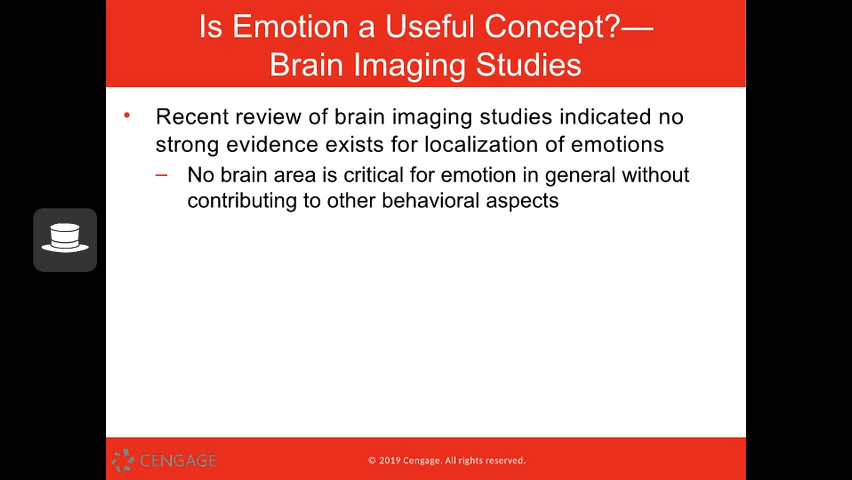 Is Emotion a Useful Concept?—
Brain Imaging Studies
• Recent review of brain imaging studies indicated no
strong evidence exists for localization of emotions
– No brain area is critical for emotion in general without
contributing to other behavioral aspects
CENGAGE
© 2019 Cengage. All rights reserved.